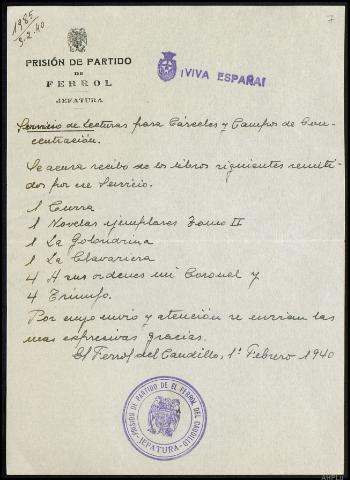 1985
3-2-40
7
PRISIÓN DE PARTIDO
DE
FERROL
JEFATURA
¡VIVA ESPAÑA!
Servicio de Lecturas para Cárceles y Campos de Con-
centración.
Se acusa recibo de los libros siguientes remiti-
dos por ese Servicio.
1 Curra
1 Novelas ejemplares Tomo II
1 La Golondrina
1 La Clavariera
4 A sus ordenes mi Coronel y
4 Triunfo.
Por cuyo envio y atención se envian las
mas expresivas gracias.
El Ferrol del Caudillo, 1º Febrero 1940
PRISIÓN DE PARTIDO DE EL FERROL DEL CAUDILLO
-JEFATURA-
AHPLU